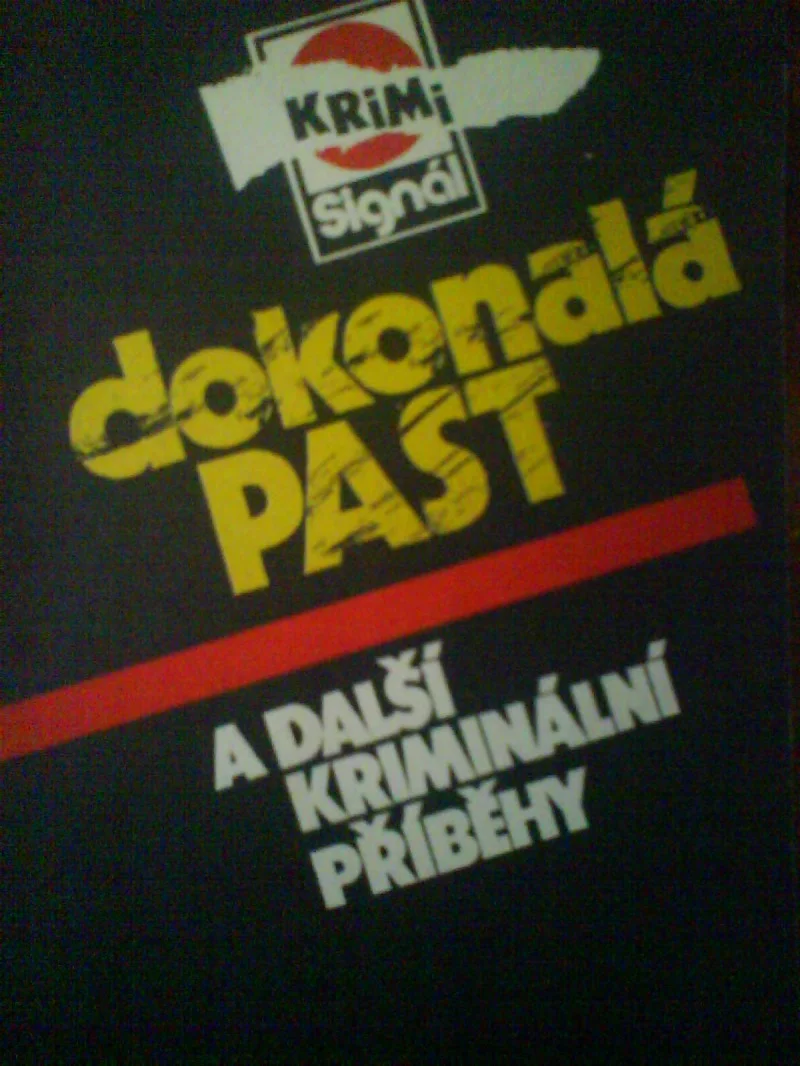 KRiMi
Signál
dokonalá
PAST
A DALŠÍ
KRIMINÁLNÍ
PŘÍBĚHY